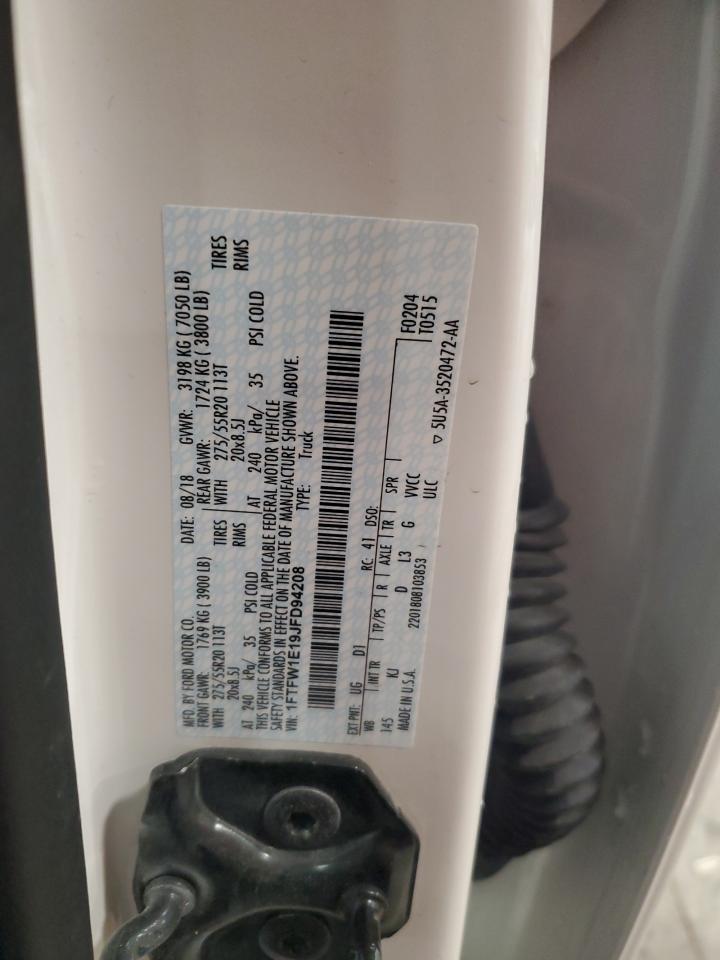 MFD. BY FORD MOTOR CO. DATE: 08/18 GVWR: 3198 KG ( 7050 LB)
FRONT GAWR: 1769 KG ( 3900 LB) REAR GAWR: 1724 KG ( 3800 LB)
WITH 275/55R20 113T TIRES WITH 275/55R20 113T TIRES
20x8.5J RIMS 20x8.5J RIMS
AT 240 kPa/ 35 PSI COLD AT 240 kPa/ 35 PSI COLD
THIS VEHICLE CONFORMS TO ALL APPLICABLE FEDERAL MOTOR VEHICLE
SAFETY STANDARDS IN EFFECT ON THE DATE OF MANUFACTURE SHOWN ABOVE.
VIN: 1FTFW1E19JFD94208 TYPE: Truck
EXT PNT: UG D1 RC: 41 DSO: F0204
WB INT TR TP/PS R AXLE TR SPR T0515
145 KJ D L3 G VVCC
MADE IN U.S.A. 2201808103853 ULC ▽ 5U5A-3520472-AA